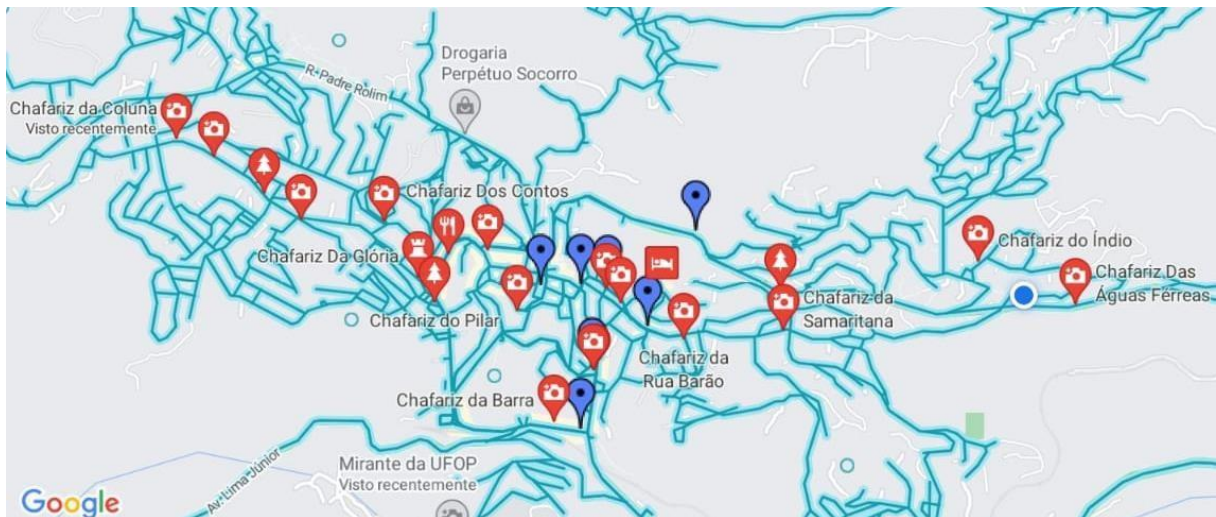 Drogaria
Perpétuo Socorro
R. Padre Rolim
Chafariz da Coluna
Visto recentemente
Chafariz Dos Contos
Chafariz Da Glória
Chafariz do Índio
Chafariz Das
Águas Férreas
Chafariz da
Samaritana
Chafariz do Pilar
Chafariz da
Rua Barão
Chafariz da Barra
Mirante da UFOP
Visto recentemente
Av. Lima Júnior
Google